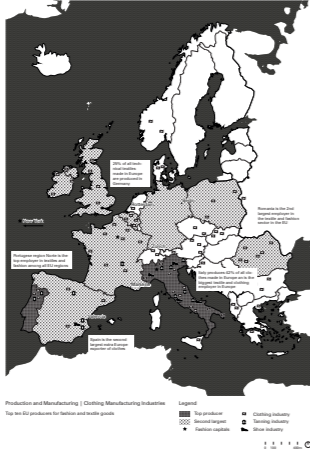 25% of all tech-
nical textiles
made in Europe
are produced in
Germany
Romania is the 2nd
largest employer in
the textile and fashion
sector in the EU
Portuguese region Norte is the
top employer in textiles and
fashion among all EU regions
Italy produces 42% of all clo-
thes made in Europe as the
biggest textile and clothing
employer in Europe
Spain is the second
largest extra Europe
exporter of clothes
Production and Manufacturing | Clothing Manufacturing Industries
Top ten EU producers for fashion and textile goods
Legend
Top producer
Second largest
Fashion capitals
Clothing industry
Tanning industry
Shoe industry